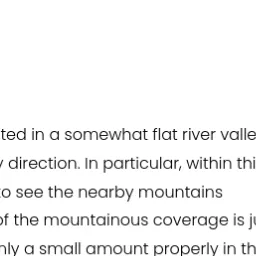 ted in a somewhat flat river valle
direction. In particular, within thi
to see the nearby mountains
of the mountainous coverage is ju
nly a small amount properly in th